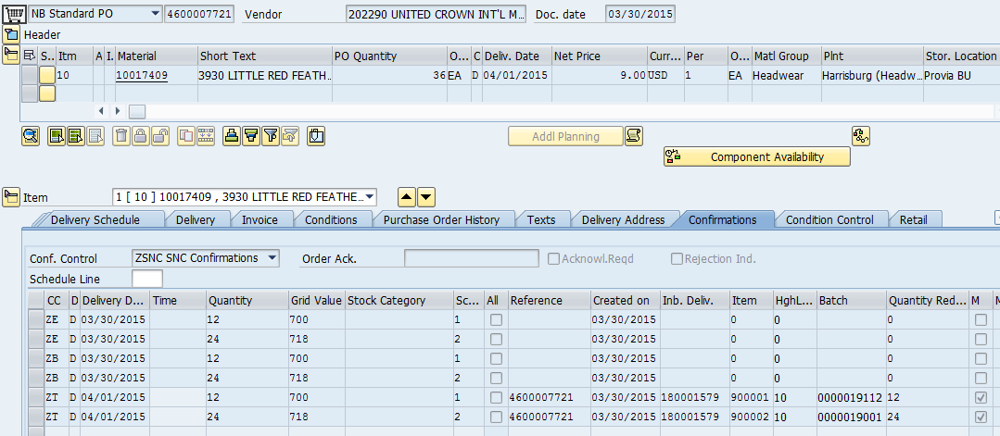 NB Standard PO 4600007721 Vendor 202290 UNITED CROWN INT'L M... Doc. date 03/30/2015
Header
S.. Itm A I. Material Short Text PO Quantity O... C Deliv. Date Net Price Curr... Per O... Matl Group Plnt Stor. Location
10 10017409 3930 LITTLE RED FEATH... 36 EA D 04/01/2015 9.00 USD 1 EA Headwear Harrisburg (Headw... Provia BU
Addl Planning
Component Availability
Item 1 [ 10 ] 10017409 , 3930 LITTLE RED FEATHE...
Delivery Schedule Delivery Invoice Conditions Purchase Order History Texts Delivery Address Confirmations Condition Control Retail
Conf. Control ZSNC SNC Confirmations Order Ack. Acknowl.Reqd Rejection Ind.
Schedule Line
CC D Delivery D... Time Quantity Grid Value Stock Category Sc... All Reference Created on Inb. Deliv. Item HghL... Batch Quantity Red... M M
ZE D 03/30/2015 12 700 1 03/30/2015 0 0 0
ZE D 03/30/2015 24 718 2 03/30/2015 0 0 0
ZB D 03/30/2015 12 700 1 03/30/2015 0 0 0
ZB D 03/30/2015 24 718 2 03/30/2015 0 0 0
ZT D 04/01/2015 12 700 1 4600007721 03/30/2015 180001579 900001 10 0000019112 12
ZT D 04/01/2015 24 718 2 4600007721 03/30/2015 180001579 900002 10 0000019001 24